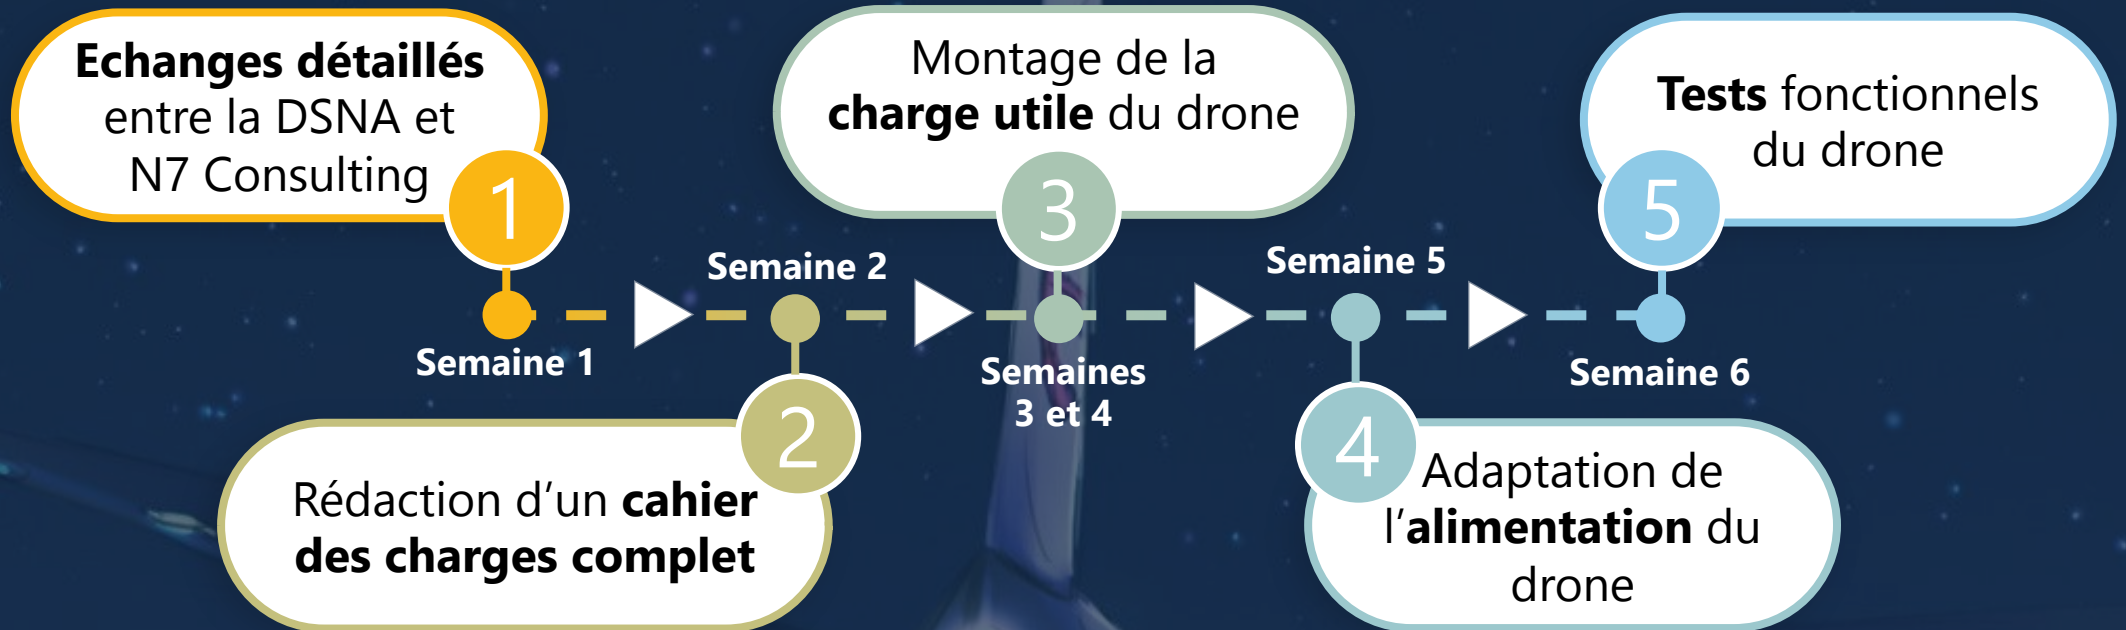 Echanges détaillés
entre la DSNA et
N7 Consulting
1
Semaine 1
Semaine 2
2
Rédaction d’un cahier
des charges complet
Montage de la
charge utile du drone
3
Semaines
3 et 4
Semaine 5
4
Adaptation de
l’alimentation du
drone
Tests fonctionnels
du drone
5
Semaine 6